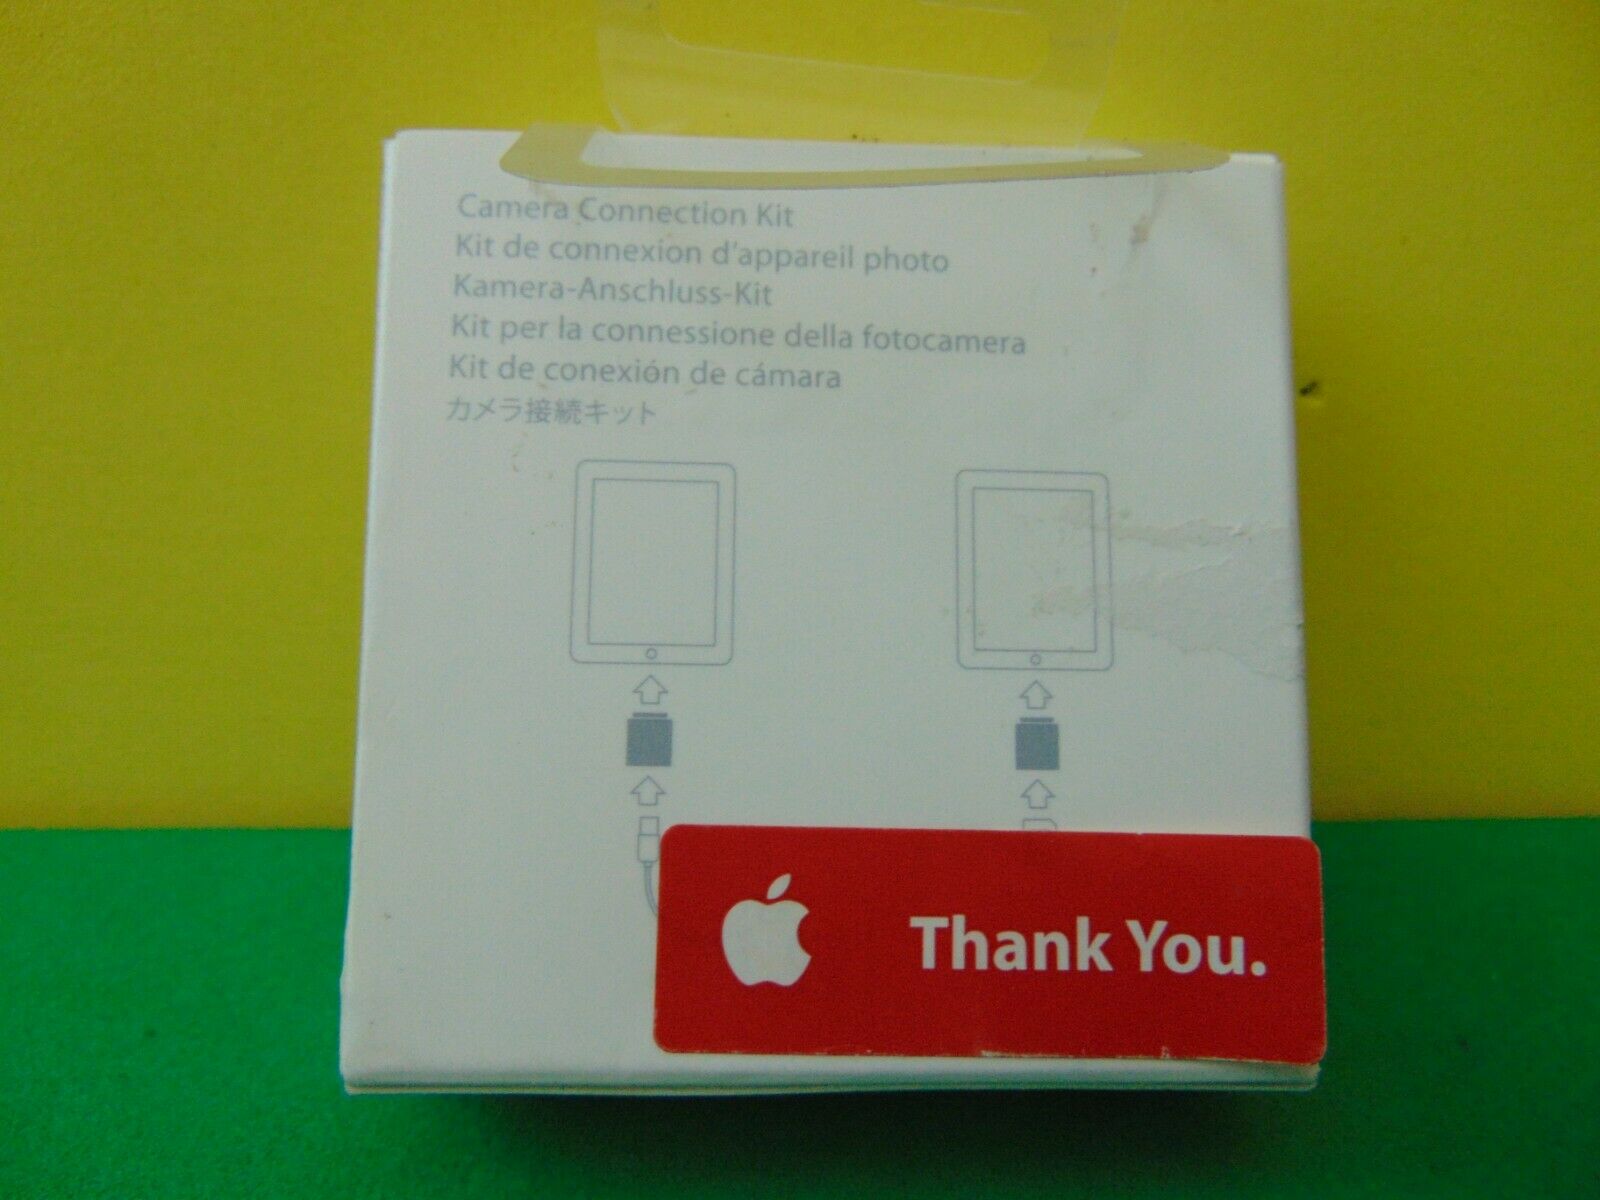 Camera Connection Kit
Kit de connexion d'appareil photo
Kamera-Anschluss-Kit
Kit per la connessione della fotocamera
Kit de conexión de cámara
カメラ接続キット
Thank You.